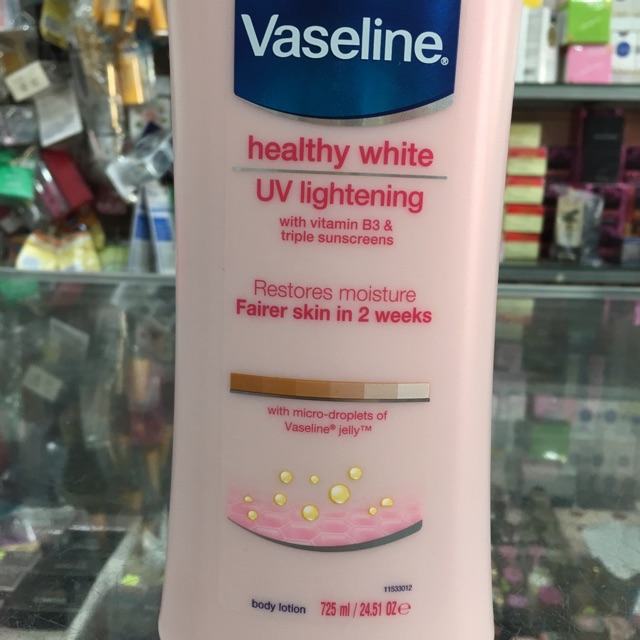 Vaseline®
healthy white
UV lightening
with vitamin B3 &
triple sunscreens
Restores moisture
Fairer skin in 2 weeks
with micro-droplets of
Vaseline® jelly™
11533012
body lotion 725 ml / 24.51 OZ℮